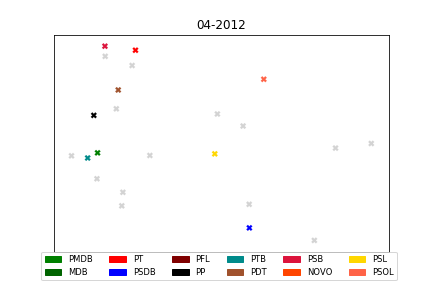 04-2012
PMDB PT PFL PTB PSB PSL
MDB PSDB PP PDT NOVO PSOL